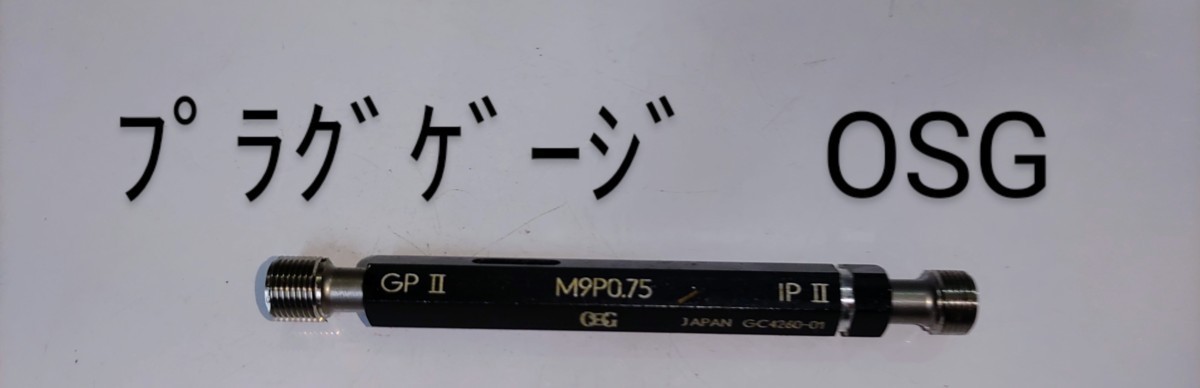 ﾌﾟﾗｸﾞｹﾞｰｼﾞ OSG
GP II M9P0.75 IP II
OSG JAPAN GC4260-01